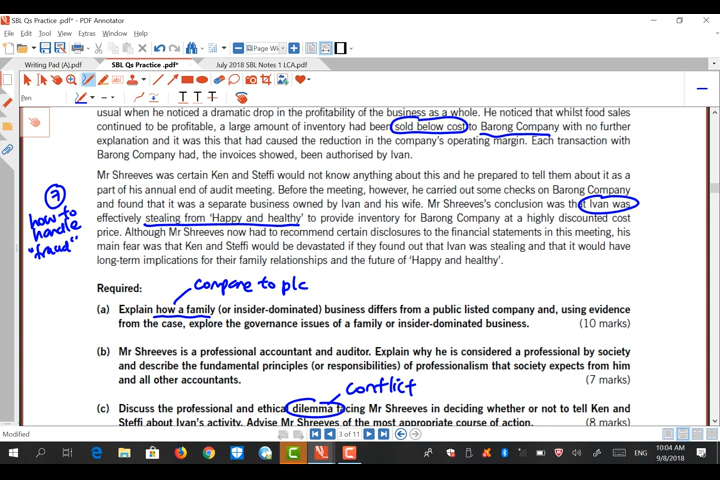 SBL Qs Practice .pdf* - PDF Annotator
File Edit Tool Extras Window Help
Page Wi
Writing Pad (A).pdf
SBL Qs Practice .pdf*
July 2018 SBL Notes 1 LCA.pdf
Pen
usual when he noticed a dramatic drop in the profitability of the business as a whole. He noticed that whilst food sales
continued to be profitable, a large amount of inventory had been sold below cost to Barong Company with no further
explanation and it was this that had caused the reduction in the company's operating margin. Each transaction with
Barong Company had, the invoices showed, been authorised by Ivan.
Mr Shreeves was certain Ken and Steffi would not know anything about this and he prepared to tell them about it as a
part of his annual end of audit meeting. Before the meeting, however, he carried out some checks on Barong Company
and found that it was a separate business owned by Ivan and his wife. Mr Shreeves's conclusion was that Ivan was
effectively stealing from 'Happy and healthy' to provide inventory for Barong Company at a highly discounted cost
price. Although Mr Shreeves now had to recommend certain disclosures to the financial statements in this meeting, his
main fear was that Ken and Steffi would be devastated if they found out that Ivan was stealing and that it would have
long-term implications for their family relationships and the future of 'Happy and healthy'.
7
how to
handle
"fraud"
Required:
compare to plc
(a) Explain how a family (or insider-dominated) business differs from a public listed company and, using evidence
from the case, explore the governance issues of a family or insider-dominated business. (10 marks)
(b) Mr Shreeves is a professional accountant and auditor. Explain why he is considered a professional by society
and describe the fundamental principles (or responsibilities) of professionalism that society expects from him
and all other accountants. (7 marks)
conflict
(c) Discuss the professional and ethical dilemma facing Mr Shreeves in deciding whether or not to tell Ken and
Steffi about Ivan's activity. Advise Mr Shreeves of the most appropriate course of action. (8 marks)
Modified
3 of 11
ENG
10:04 AM
9/8/2018